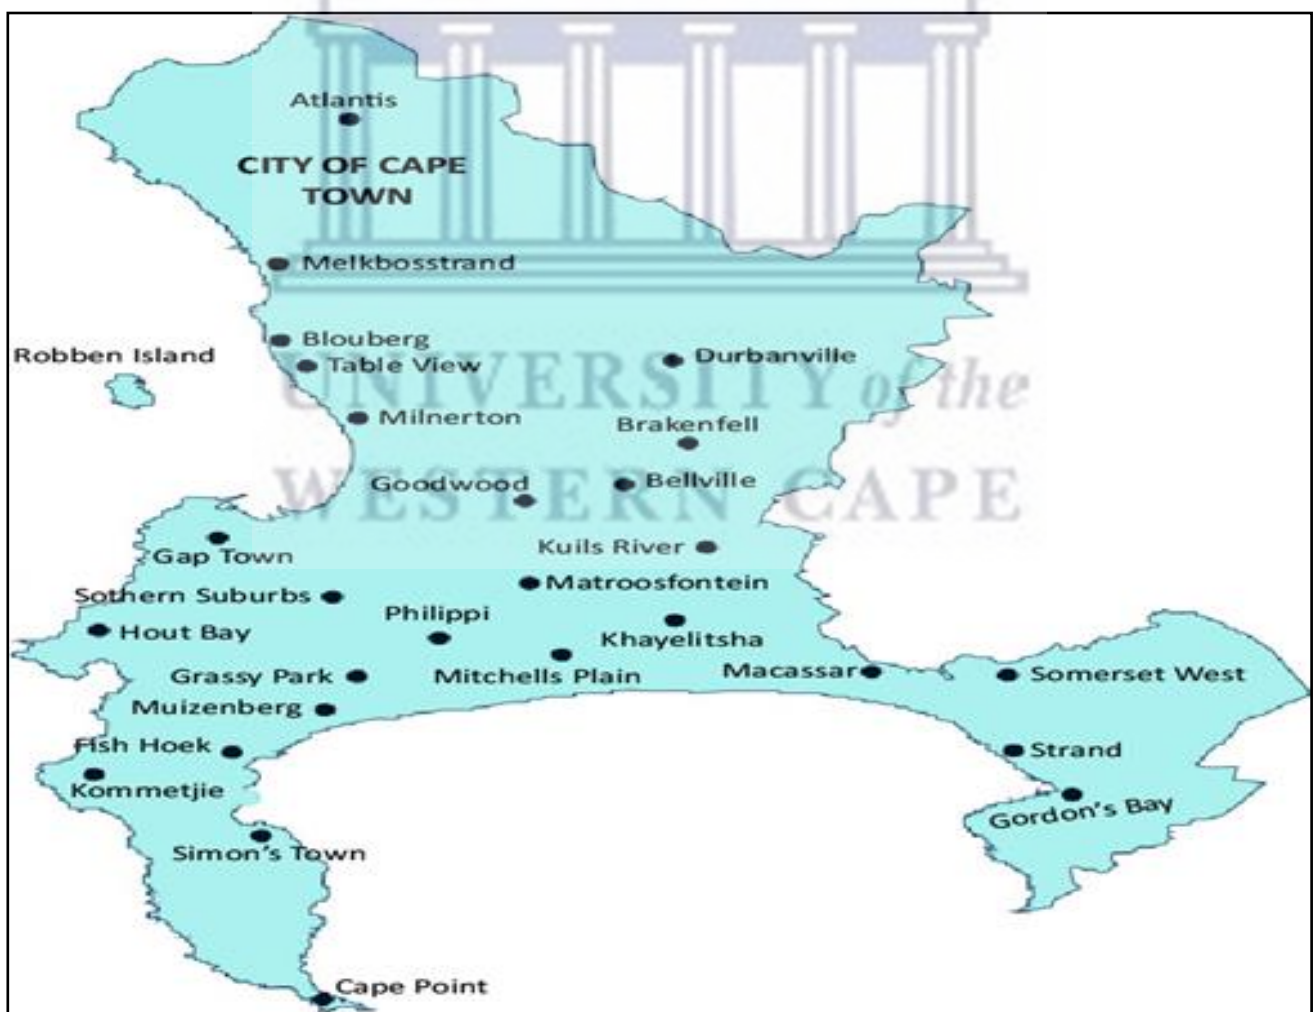 Atlantis
CITY OF CAPE
TOWN
Melkbosstrand
Blouberg
Robben Island
Table View
Durbanville
UNIVERSITY of the
Milnerton
Brakenfell
Goodwood
Bellville
WESTERN CAPE
Kuils River
Gap Town
Matroosfontein
Sothern Suburbs
Philippi
Hout Bay
Khayelitsha
Grassy Park
Mitchells Plain
Macassar
Somerset West
Muizenberg
Fish Hoek
Strand
Kommetjie
Gordon's Bay
Simon's Town
Cape Point